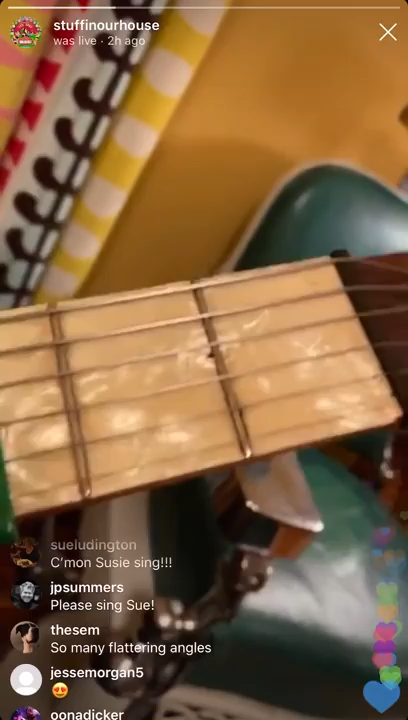 stuffinourhouse
was live · 2h ago
sueludington
C'mon Susie sing!!!
jpsummers
Please sing Sue!
thesem
So many flattering angles
jessemorgan5
😍
oonadicker